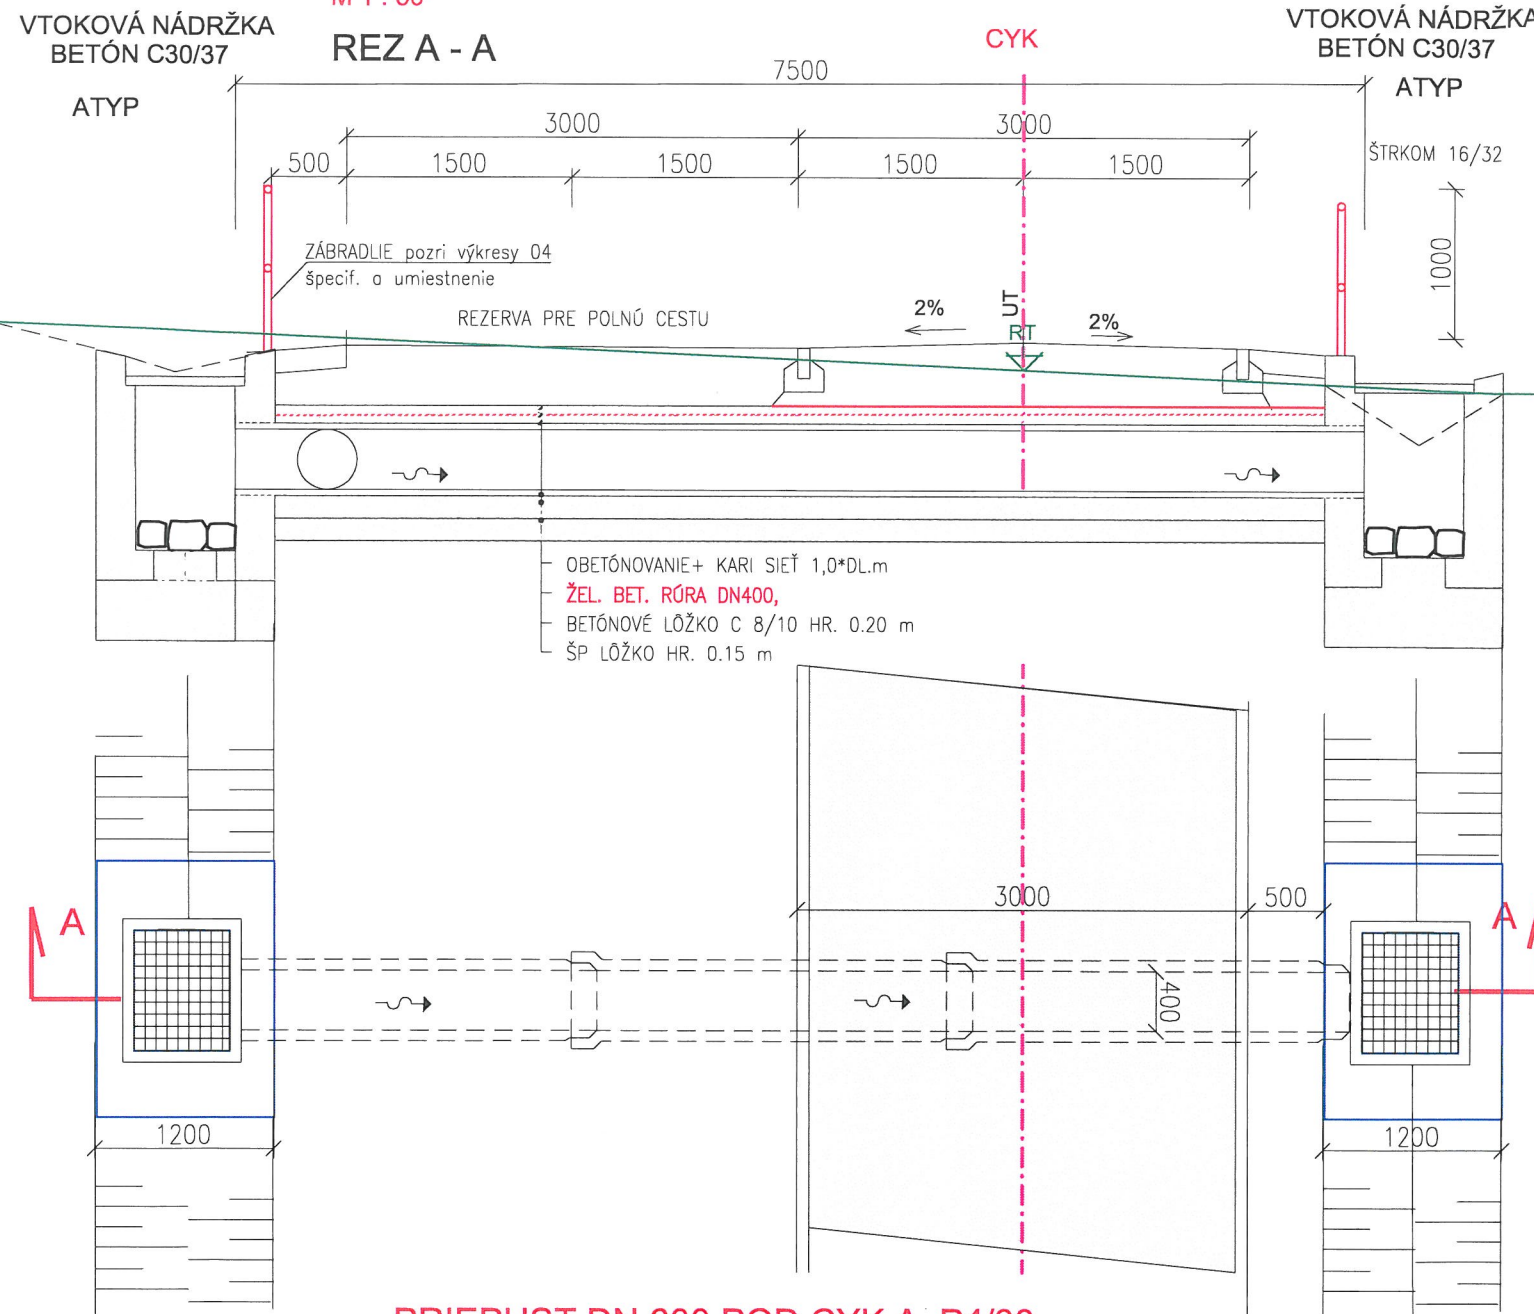 VTOKOVÁ NÁDRŽKA
BETÓN C30/37
ATYP
REZ A - A
CYK
VTOKOVÁ NÁDRŽKA
BETÓN C30/37
ATYP
7500
3000
3000
500
1500
1500
1500
1500
ŠTRKOM 16/32
1000
ZÁBRADLIE pozri výkresy 04
špecif. a umiestnenie
REZERVA PRE POLNÚ CESTU
2%
UT
RT
2%
OBETÓNOVANIE+ KARI SIEŤ 1,0*DL.m
ŽEL. BET. RÚRA DN400,
BETÓNOVÉ LÔŽKO C 8/10 HR. 0.20 m
ŠP LÔŽKO HR. 0.15 m
3000
500
A
A
400
1200
1200